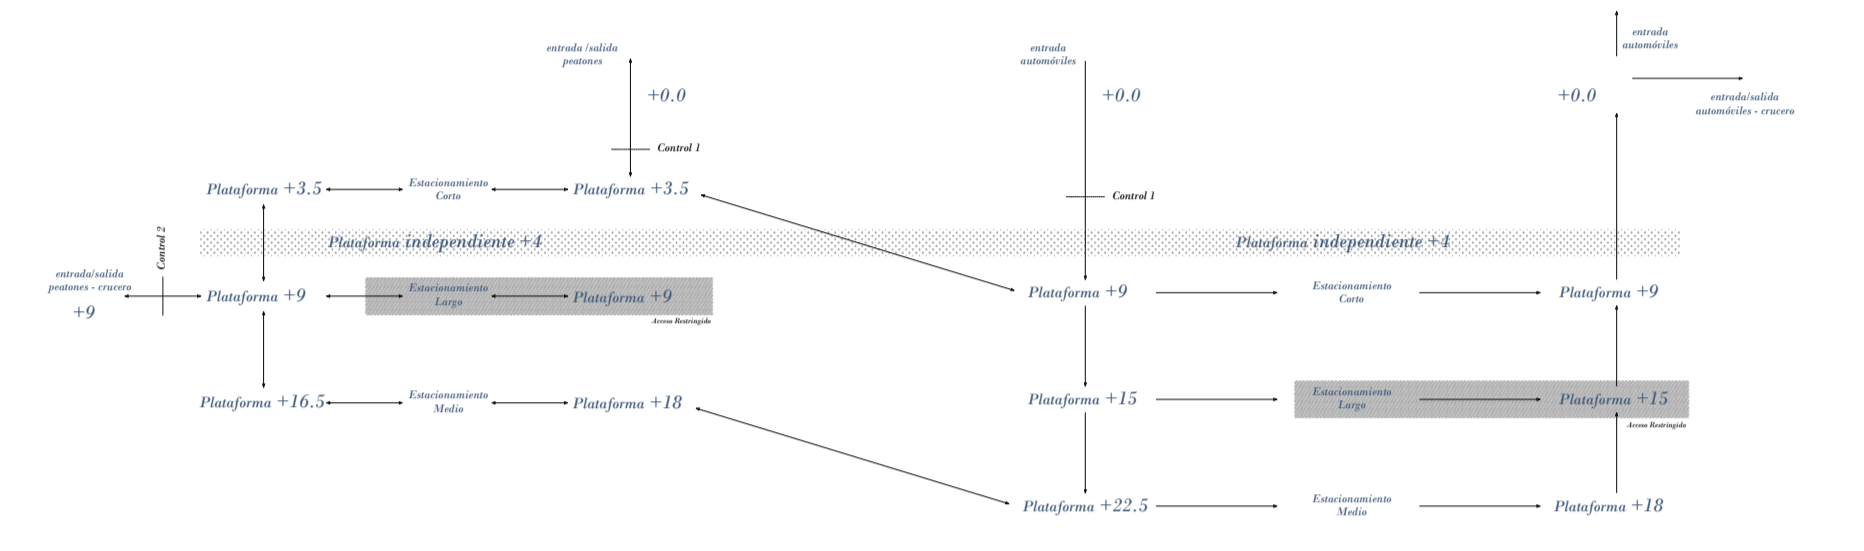 entrada
automóviles
entrada /salida
peatones
entrada
automóviles
+0.0
+0.0
+0.0
entrada/salida
automóviles - crucero
Control 1
Plataforma +3.5
Estacionamiento
Corto
Plataforma +3.5
Control 1
Control 2
Plataforma independiente +4
Plataforma independiente +4
entrada/salida
peatones - crucero
+9
Plataforma +9
Estacionamiento
Largo
Plataforma +9
Acceso Restringido
Plataforma +9
Estacionamiento
Corto
Plataforma +9
Plataforma +16.5
Estacionamiento
Medio
Plataforma +18
Plataforma +15
Estacionamiento
Largo
Plataforma +15
Acceso Restringido
Plataforma +22.5
Estacionamiento
Medio
Plataforma +18